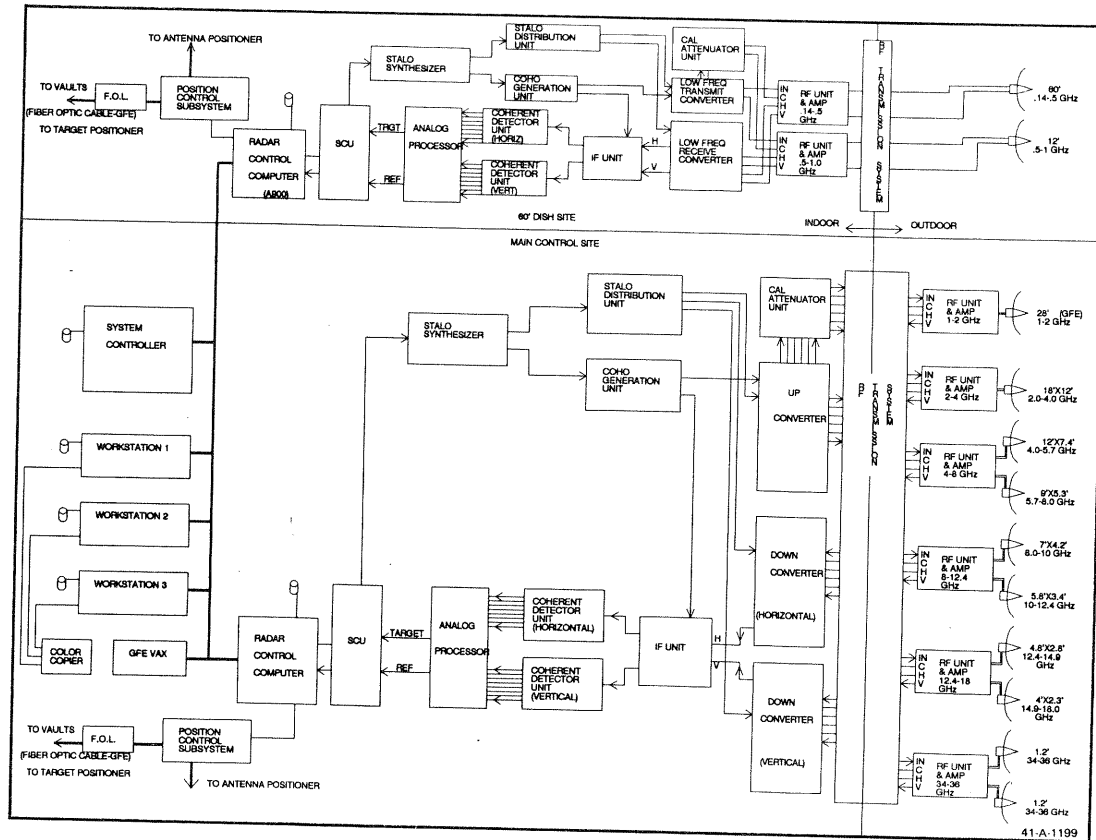 TO ANTENNA POSITIONER
TO VAULTS
F.O.L.
(FIBER OPTIC CABLE-GFE)
TO TARGET POSITIONER
POSITION
CONTROL
SUBSYSTEM
RADAR
CONTROL
COMPUTER
(A900)
SCU
TRGT
REF
ANALOG
PROCESSOR
STALO
SYNTHESIZER
STALO
DISTRIBUTION
UNIT
COHO
GENERATION
UNIT
COHERENT
DETECTOR
UNIT
(HORIZ)
COHERENT
DETECTOR
UNIT
(VERT)
IF UNIT
H
V
CAL
ATTENUATOR
UNIT
LOW FREQ
TRANSMIT
CONVERTER
LOW FREQ
RECEIVE
CONVERTER
IN
C
H
V
RF UNIT
& AMP
.14-.5
GHz
IN
C
H
V
RF UNIT
& AMP
.5-1.0
GHz
RF TRANSMISSION SYSTEM
60'
.14-.5 GHz
12'
.5-1 GHz
60' DISH SITE
INDOOR
OUTDOOR
MAIN CONTROL SITE
SYSTEM
CONTROLLER
WORKSTATION 1
WORKSTATION 2
WORKSTATION 3
COLOR
COPIER
GFE VAX
RADAR
CONTROL
COMPUTER
TO VAULTS
F.O.L.
(FIBER OPTIC CABLE-GFE)
TO TARGET POSITIONER
POSITION
CONTROL
SUBSYSTEM
TO ANTENNA POSITIONER
SCU
TARGET
REF
ANALOG
PROCESSOR
STALO
SYNTHESIZER
STALO
DISTRIBUTION
UNIT
COHO
GENERATION
UNIT
COHERENT
DETECTOR
UNIT
(HORIZONTAL)
COHERENT
DETECTOR
UNIT
(VERTICAL)
IF UNIT
H
V
CAL
ATTENUATOR
UNIT
UP
CONVERTER
DOWN
CONVERTER
(HORIZONTAL)
DOWN
CONVERTER
(VERTICAL)
RF TRANSMISSION SYSTEM
IN
C
H
V
RF UNIT
& AMP
1-2 GHz
28' (GFE)
1-2 GHz
IN
C
H
V
RF UNIT
& AMP
2-4 GHz
18'X12'
2.0-4.0 GHz
IN
C
H
V
RF UNIT
& AMP
4-8 GHz
12'X7.4'
4.0-5.7 GHz
9'X5.3'
5.7-8.0 GHz
IN
C
H
V
RF UNIT
& AMP
8-12.4
GHz
7'X4.2'
8.0-10 GHz
5.8'X3.4'
10-12.4 GHz
IN
C
H
V
RF UNIT
& AMP
12.4-18
GHz
4.8'X2.8'
12.4-14.9
GHz
4'X2.3'
14.9-18.0
GHz
IN
C
H
V
RF UNIT
& AMP
34-36
GHz
1.2'
34-36 GHz
1.2'
34-36 GHz
41-A-1199